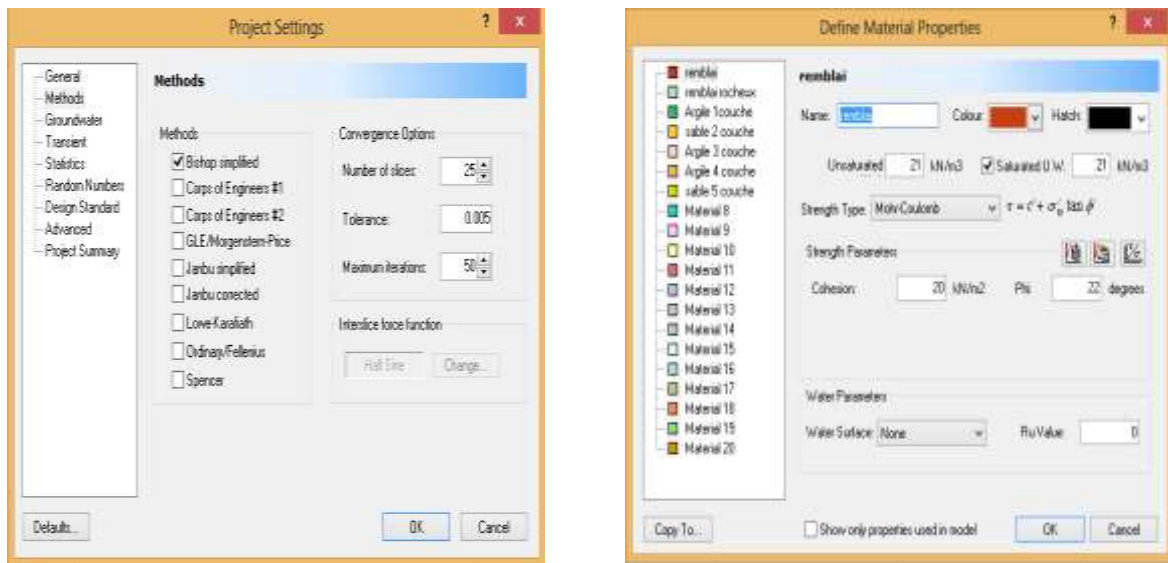 Project Settings
?
x
General
Methods
Groundwater
Transient
Statistics
Random Numbers
Design Standard
Advanced
Project Summary
Methods
Methods
Bishop simplified
Corps of Engineers #1
Corps of Engineers #2
GLE/Morgenstern-Price
Janbu simplified
Janbu corrected
Lowe-Karafiath
Ordinary/Fellenius
Spencer
Convergence Options
Number of slices: 25
Tolerance: 0.005
Maximum iterations: 50
Interslice force function
Half Sine Change...
Defaults... OK Cancel
Define Material Properties
?
x
remblai
remblai rocheux
Argile 1couche
sable 2 couche
Argile 3 couche
Argile 4 couche
sable 5 couche
Material 8
Material 9
Material 10
Material 11
Material 12
Material 13
Material 14
Material 15
Material 16
Material 17
Material 18
Material 19
Material 20
remblai
Name: remblai Colour: Hatch:
Unsaturated 21 kN/m3 Saturated U.W. 21 kN/m3
Strength Type: Mohr-Coulomb τ = c' + σ'n tan φ'
Strength Parameters
Cohesion: 20 kN/m2 Phi: 22 degrees
Water Parameters
Water Surface: None Ru Value: 0
Copy To... Show only properties used in model OK Cancel